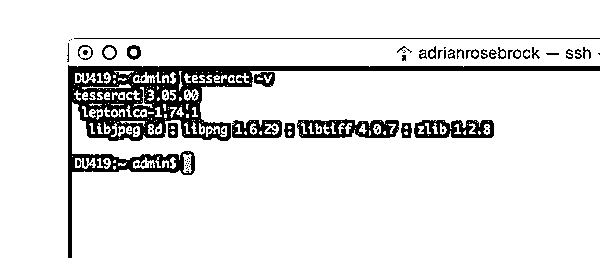 adrianrosebrock — ssh
DU419:~ admin$ tesseract -v
tesseract 3.05.00
leptonica-1.74.1
libjpeg 8d : libpng 1.6.29 : libtiff 4.0.7 : zlib 1.2.8
DU419:~ admin$